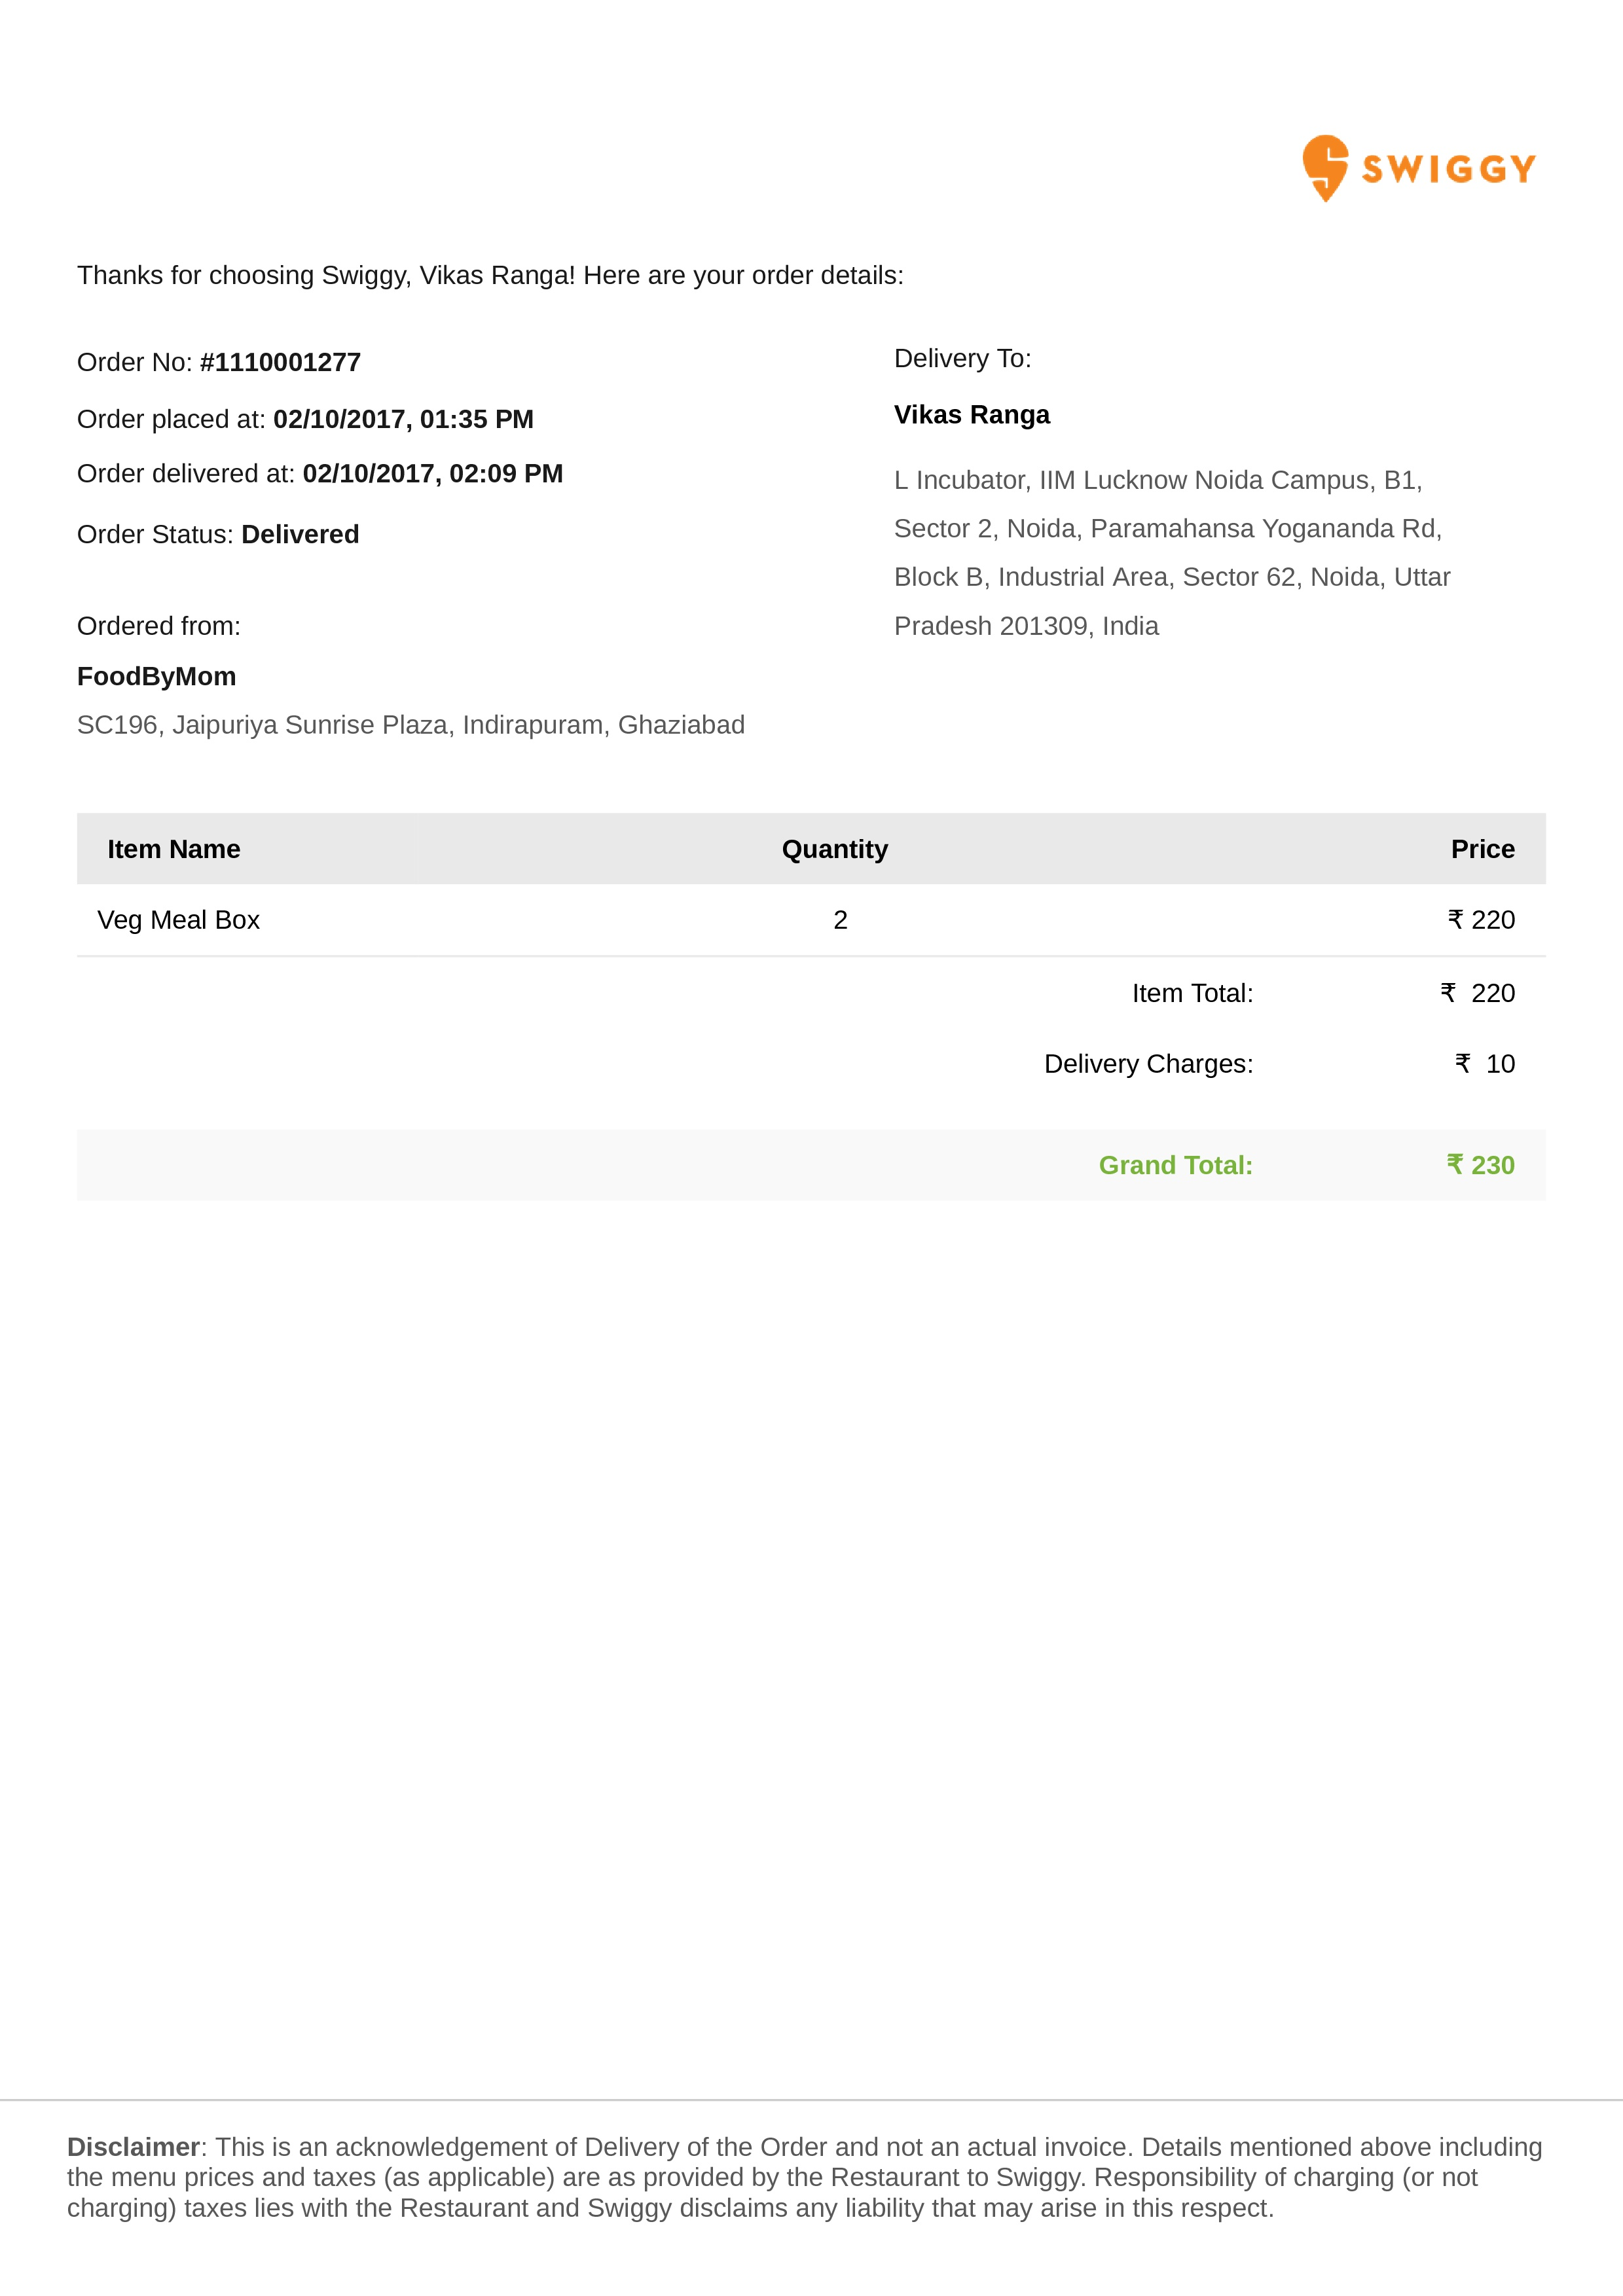 SWIGGY
Thanks for choosing Swiggy, Vikas Ranga! Here are your order details:
Order No: #1110001277
Order placed at: 02/10/2017, 01:35 PM
Order delivered at: 02/10/2017, 02:09 PM
Order Status: Delivered
Ordered from:
FoodByMom
SC196, Jaipuriya Sunrise Plaza, Indirapuram, Ghaziabad
Delivery To:
Vikas Ranga
L Incubator, IIM Lucknow Noida Campus, B1,
Sector 2, Noida, Paramahansa Yogananda Rd,
Block B, Industrial Area, Sector 62, Noida, Uttar
Pradesh 201309, India
Item Name Quantity Price
Veg Meal Box 2 ₹ 220
Item Total: ₹ 220
Delivery Charges: ₹ 10
Grand Total: ₹ 230
Disclaimer: This is an acknowledgement of Delivery of the Order and not an actual invoice. Details mentioned above including
the menu prices and taxes (as applicable) are as provided by the Restaurant to Swiggy. Responsibility of charging (or not
charging) taxes lies with the Restaurant and Swiggy disclaims any liability that may arise in this respect.